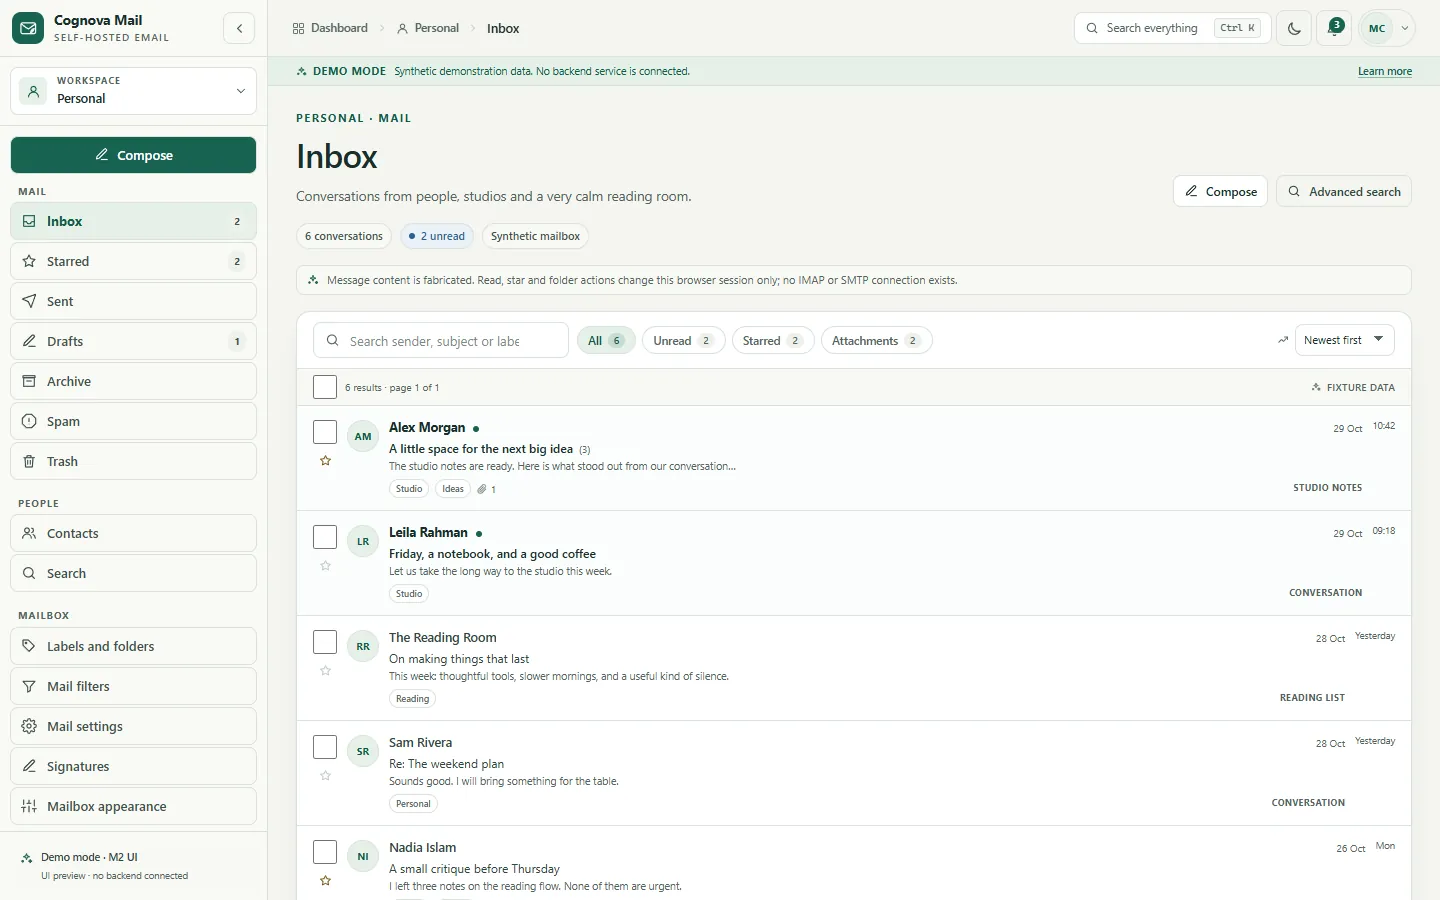 Cognova Mail
SELF-HOSTED EMAIL
WORKSPACE
Personal
Compose
MAIL
Inbox 2
Starred 2
Sent
Drafts 1
Archive
Spam
Trash
PEOPLE
Contacts
Search
MAILBOX
Labels and folders
Mail filters
Mail settings
Signatures
Mailbox appearance
Demo mode · M2 UI
UI preview · no backend connected
Dashboard Personal Inbox
Search everything Ctrl K 3 MC
DEMO MODE Synthetic demonstration data. No backend service is connected. Learn more
PERSONAL · MAIL
Inbox
Conversations from people, studios and a very calm reading room.
Compose Advanced search
6 conversations 2 unread Synthetic mailbox
Message content is fabricated. Read, star and folder actions change this browser session only; no IMAP or SMTP connection exists.
Search sender, subject or labe All 6 Unread 2 Starred 2 Attachments 2 Newest first
6 results · page 1 of 1 FIXTURE DATA
AM Alex Morgan 29 Oct 10:42
A little space for the next big idea (3)
The studio notes are ready. Here is what stood out from our conversation...
Studio Ideas 1 STUDIO NOTES
LR Leila Rahman 29 Oct 09:18
Friday, a notebook, and a good coffee
Let us take the long way to the studio this week.
Studio CONVERSATION
RR The Reading Room 28 Oct Yesterday
On making things that last
This week: thoughtful tools, slower mornings, and a useful kind of silence.
Reading READING LIST
SR Sam Rivera 28 Oct Yesterday
Re: The weekend plan
Sounds good. I will bring something for the table.
Personal CONVERSATION
NI Nadia Islam 26 Oct Mon
A small critique before Thursday
I left three notes on the reading flow. None of them are urgent.